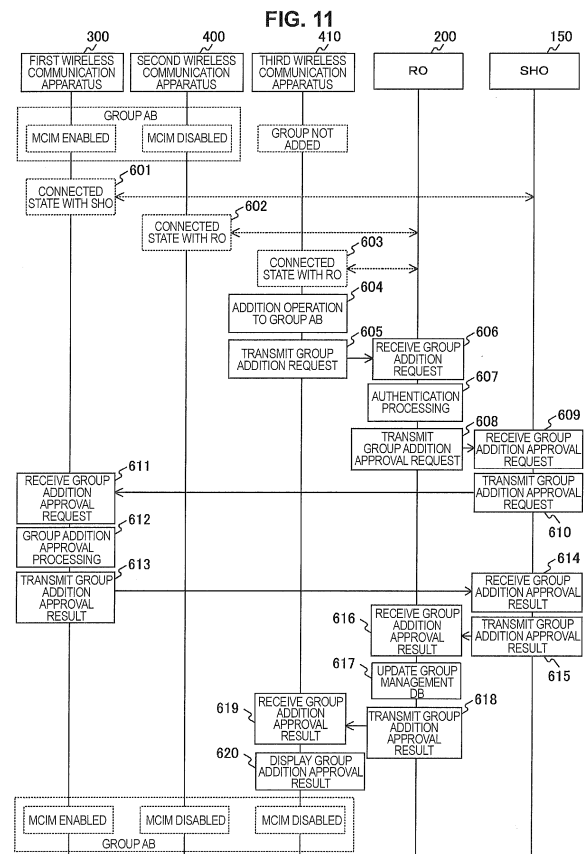 FIG. 11
300
400
410
200
150
FIRST WIRELESS
COMMUNICATION
APPARATUS
SECOND WIRELESS
COMMUNICATION
APPARATUS
THIRD WIRELESS
COMMUNICATION
APPARATUS
RO
SHO
GROUP AB
MCIM ENABLED
MCIM DISABLED
GROUP NOT
ADDED
601
CONNECTED
STATE WITH SHO
602
CONNECTED
STATE WITH RO
603
CONNECTED
STATE WITH RO
604
ADDITION OPERATION
TO GROUP AB
605
TRANSMIT GROUP
ADDITION REQUEST
606
RECEIVE GROUP
ADDITION
REQUEST
607
AUTHENTICATION
PROCESSING
608
TRANSMIT
GROUP ADDITION
APPROVAL REQUEST
609
RECEIVE GROUP
ADDITION APPROVAL
REQUEST
TRANSMIT GROUP
ADDITION APPROVAL
REQUEST
610
611
RECEIVE GROUP
ADDITION
APPROVAL
REQUEST
612
GROUP ADDITION
APPROVAL
PROCESSING
613
TRANSMIT GROUP
ADDITION
APPROVAL
RESULT
614
RECEIVE GROUP
ADDITION APPROVAL
RESULT
TRANSMIT GROUP
ADDITION APPROVAL
RESULT
615
616
RECEIVE GROUP
ADDITION
APPROVAL
RESULT
617
UPDATE GROUP
MANAGEMENT
DB
618
TRANSMIT GROUP
ADDITION
APPROVAL
RESULT
619
RECEIVE GROUP
ADDITION
APPROVAL
RESULT
620
DISPLAY GROUP
ADDITION APPROVAL
RESULT
MCIM ENABLED
MCIM DISABLED
MCIM DISABLED
GROUP AB